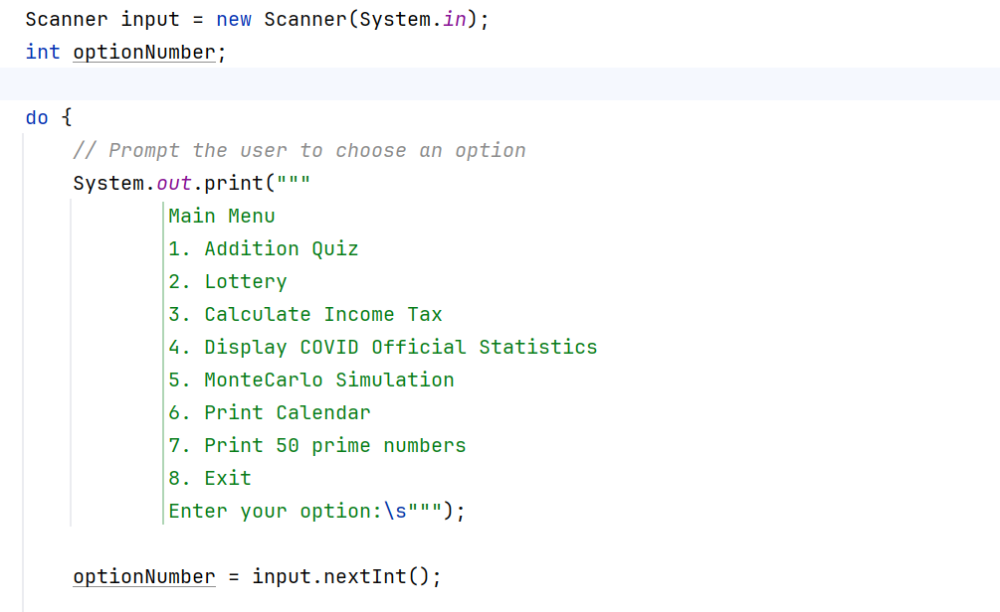 Scanner input = new Scanner(System.in);
int optionNumber;
do {
// Prompt the user to choose an option
System.out.print("""
Main Menu
1. Addition Quiz
2. Lottery
3. Calculate Income Tax
4. Display COVID Official Statistics
5. MonteCarlo Simulation
6. Print Calendar
7. Print 50 prime numbers
8. Exit
Enter your option:\s""");
optionNumber = input.nextInt();